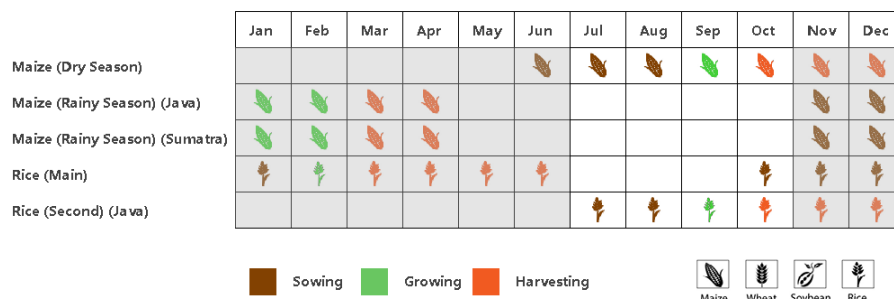 Jan Feb Mar Apr May Jun Jul Aug Sep Oct Nov Dec
Maize (Dry Season)
Maize (Rainy Season) (Java)
Maize (Rainy Season) (Sumatra)
Rice (Main)
Rice (Second) (Java)
Sowing Growing Harvesting
Maize Wheat Soybean Rice